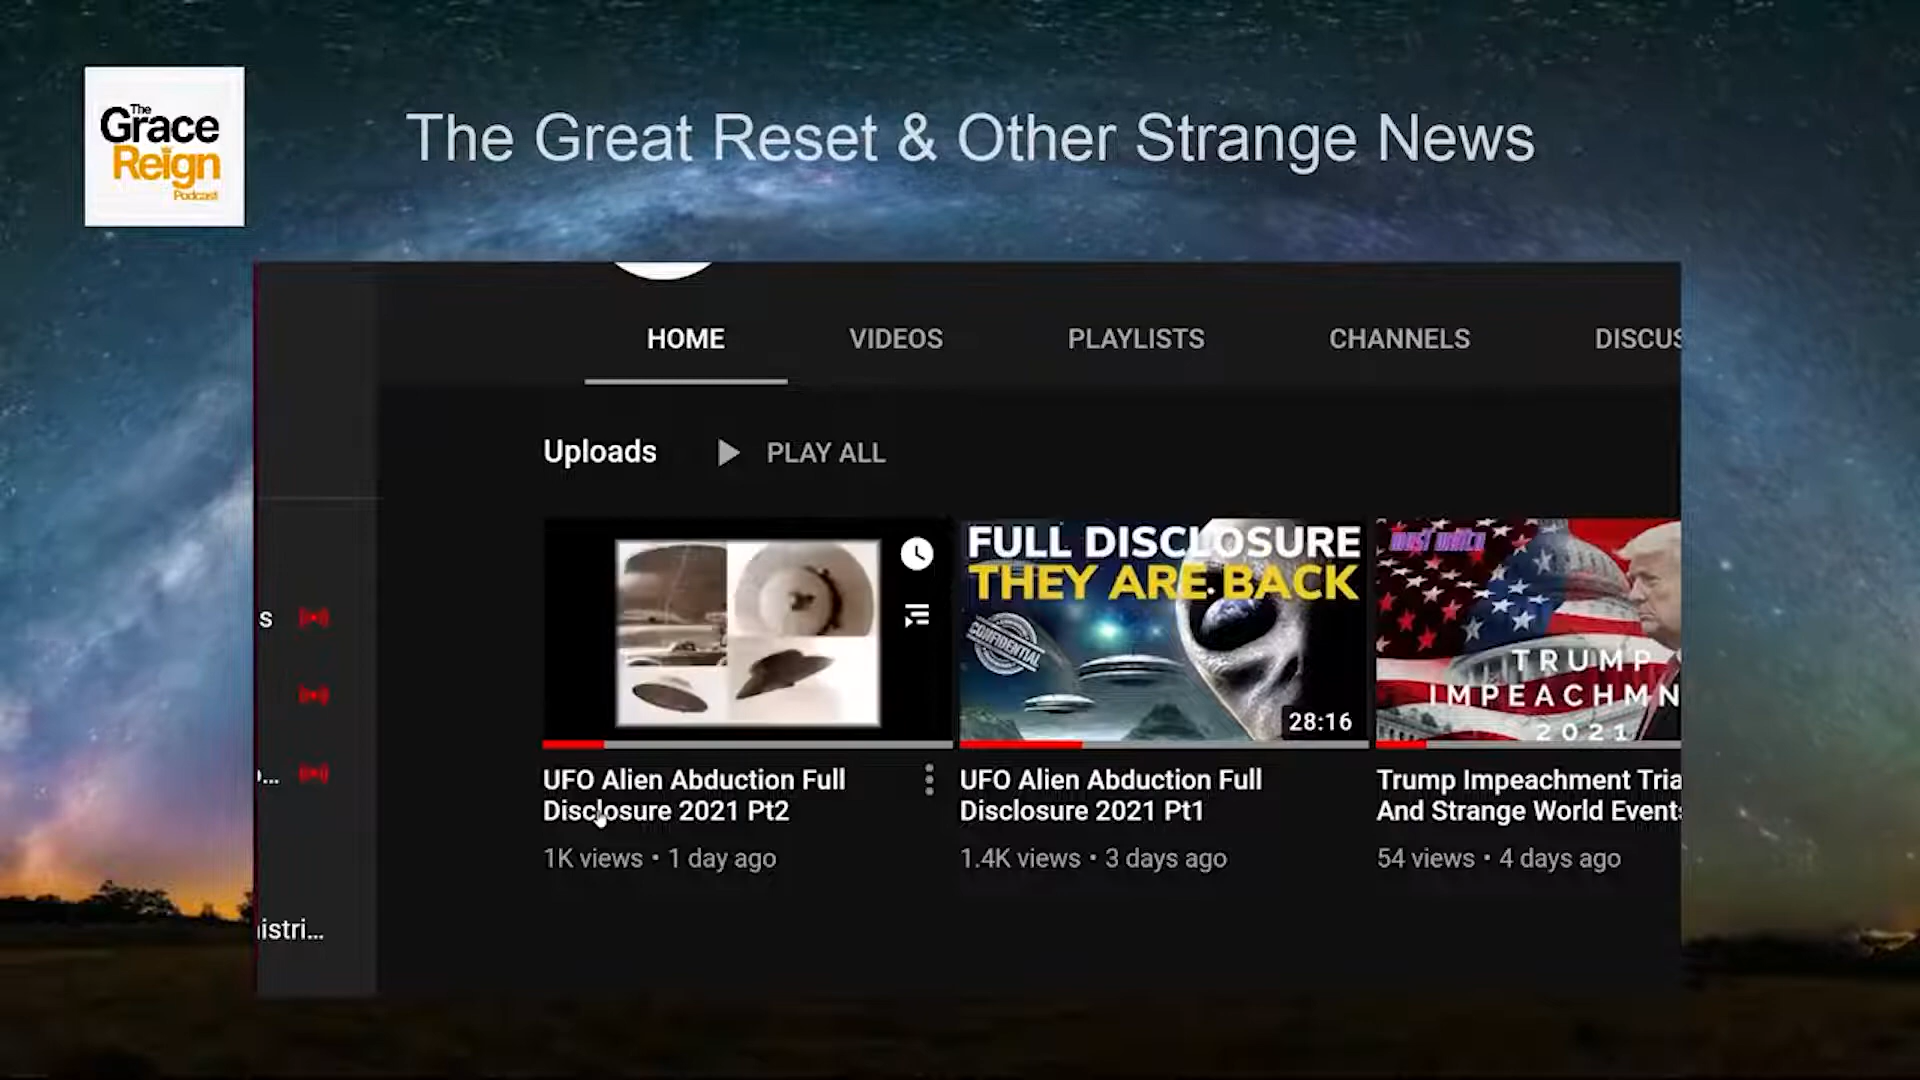 The
Grace
Reign
Podcast
The Great Reset & Other Strange News
HOME
VIDEOS
PLAYLISTS
CHANNELS
DISCUS
Uploads
PLAY ALL
s
...
istri...
FULL DISCLOSURE
THEY ARE BACK
CONFIDENTIAL
28:16
must watch
TRUMP
IMPEACHMN
2021
UFO Alien Abduction Full
Disclosure 2021 Pt2
1K views • 1 day ago
UFO Alien Abduction Full
Disclosure 2021 Pt1
1.4K views • 3 days ago
Trump Impeachment Tria
And Strange World Events
54 views • 4 days ago